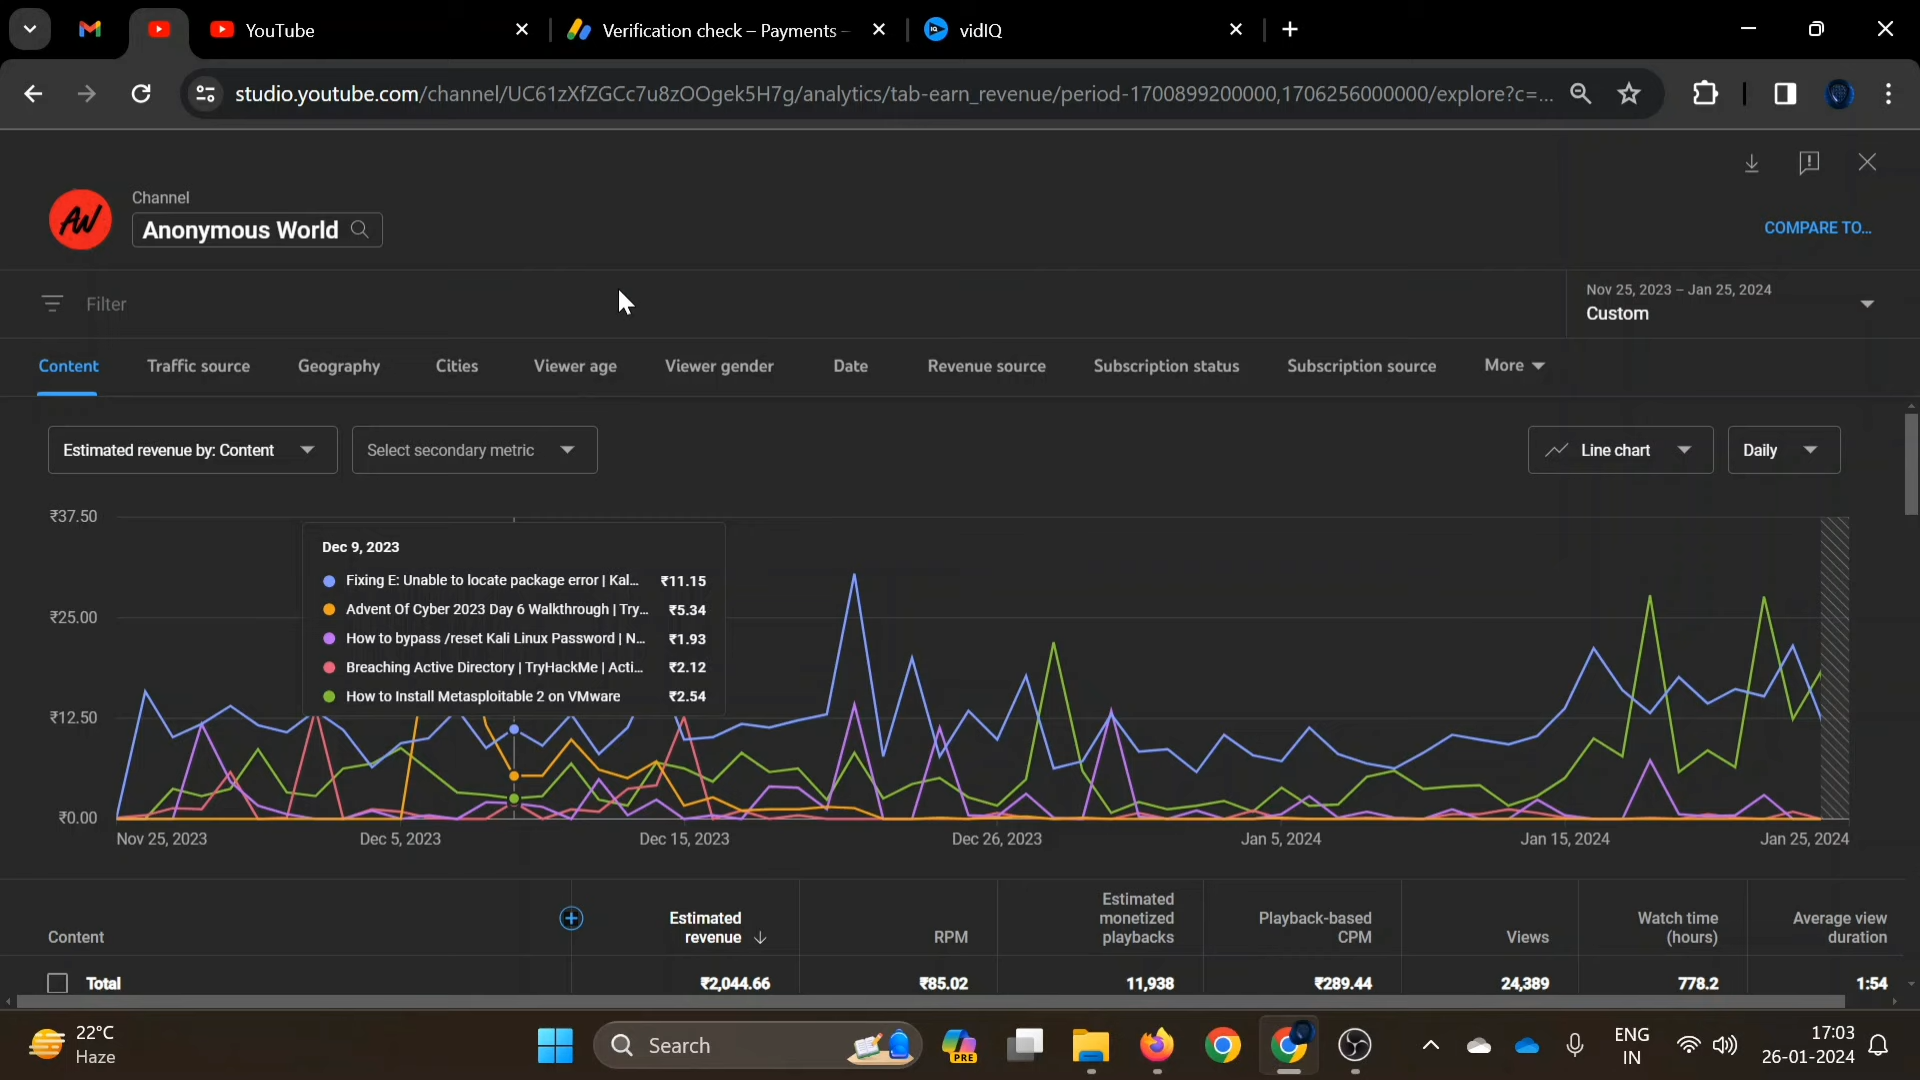 YouTube
Verification check – Payments –
vidIQ
studio.youtube.com/channel/UC61zXfZGCc7u8zOOgek5H7g/analytics/tab-earn_revenue/period-1700899200000,1706256000000/explore?c=...
Channel
AW
Anonymous World
COMPARE TO...
Filter
Nov 25, 2023 – Jan 25, 2024
Custom
Content Traffic source Geography Cities Viewer age Viewer gender Date Revenue source Subscription status Subscription source More
Estimated revenue by: Content
Select secondary metric
Line chart
Daily
₹37.50
₹25.00
₹12.50
₹0.00
Dec 9, 2023
Fixing E: Unable to locate package error | Kal... ₹11.15
Advent Of Cyber 2023 Day 6 Walkthrough | Try... ₹5.34
How to bypass /reset Kali Linux Password | N... ₹1.93
Breaching Active Directory | TryHackMe | Acti... ₹2.12
How to Install Metasploitable 2 on VMware ₹2.54
Nov 25, 2023 Dec 5, 2023 Dec 15, 2023 Dec 26, 2023 Jan 5, 2024 Jan 15, 2024 Jan 25, 2024
Content
Estimated
revenue
RPM
Estimated
monetized
playbacks
Playback-based
CPM
Views
Watch time
(hours)
Average view
duration
Total ₹2,044.66 ₹85.02 11,938 ₹289.44 24,389 778.2 1:54
22°C
Haze
Search
PRE
ENG
IN
17:03
26-01-2024